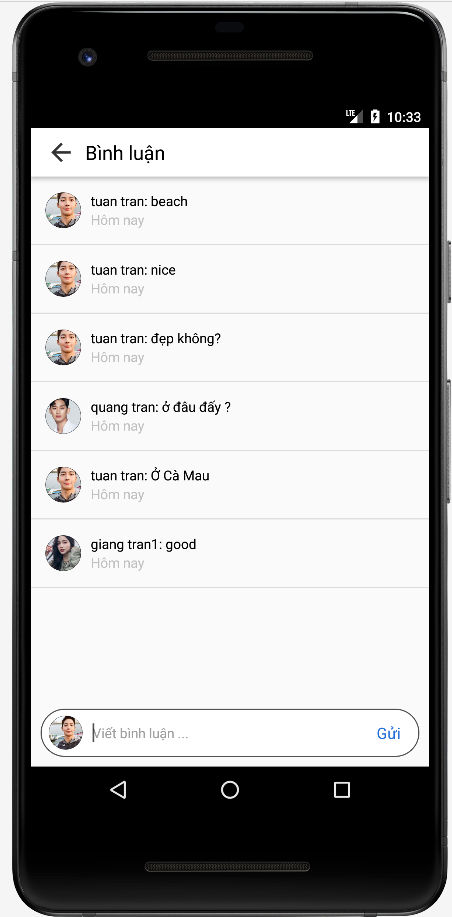 LTE 10:33
Bình luận
tuan tran: beach
Hôm nay
tuan tran: nice
Hôm nay
tuan tran: đẹp không?
Hôm nay
quang tran: ở đâu đấy ?
Hôm nay
tuan tran: Ở Cà Mau
Hôm nay
giang tran1: good
Hôm nay
Viết bình luận ... Gửi